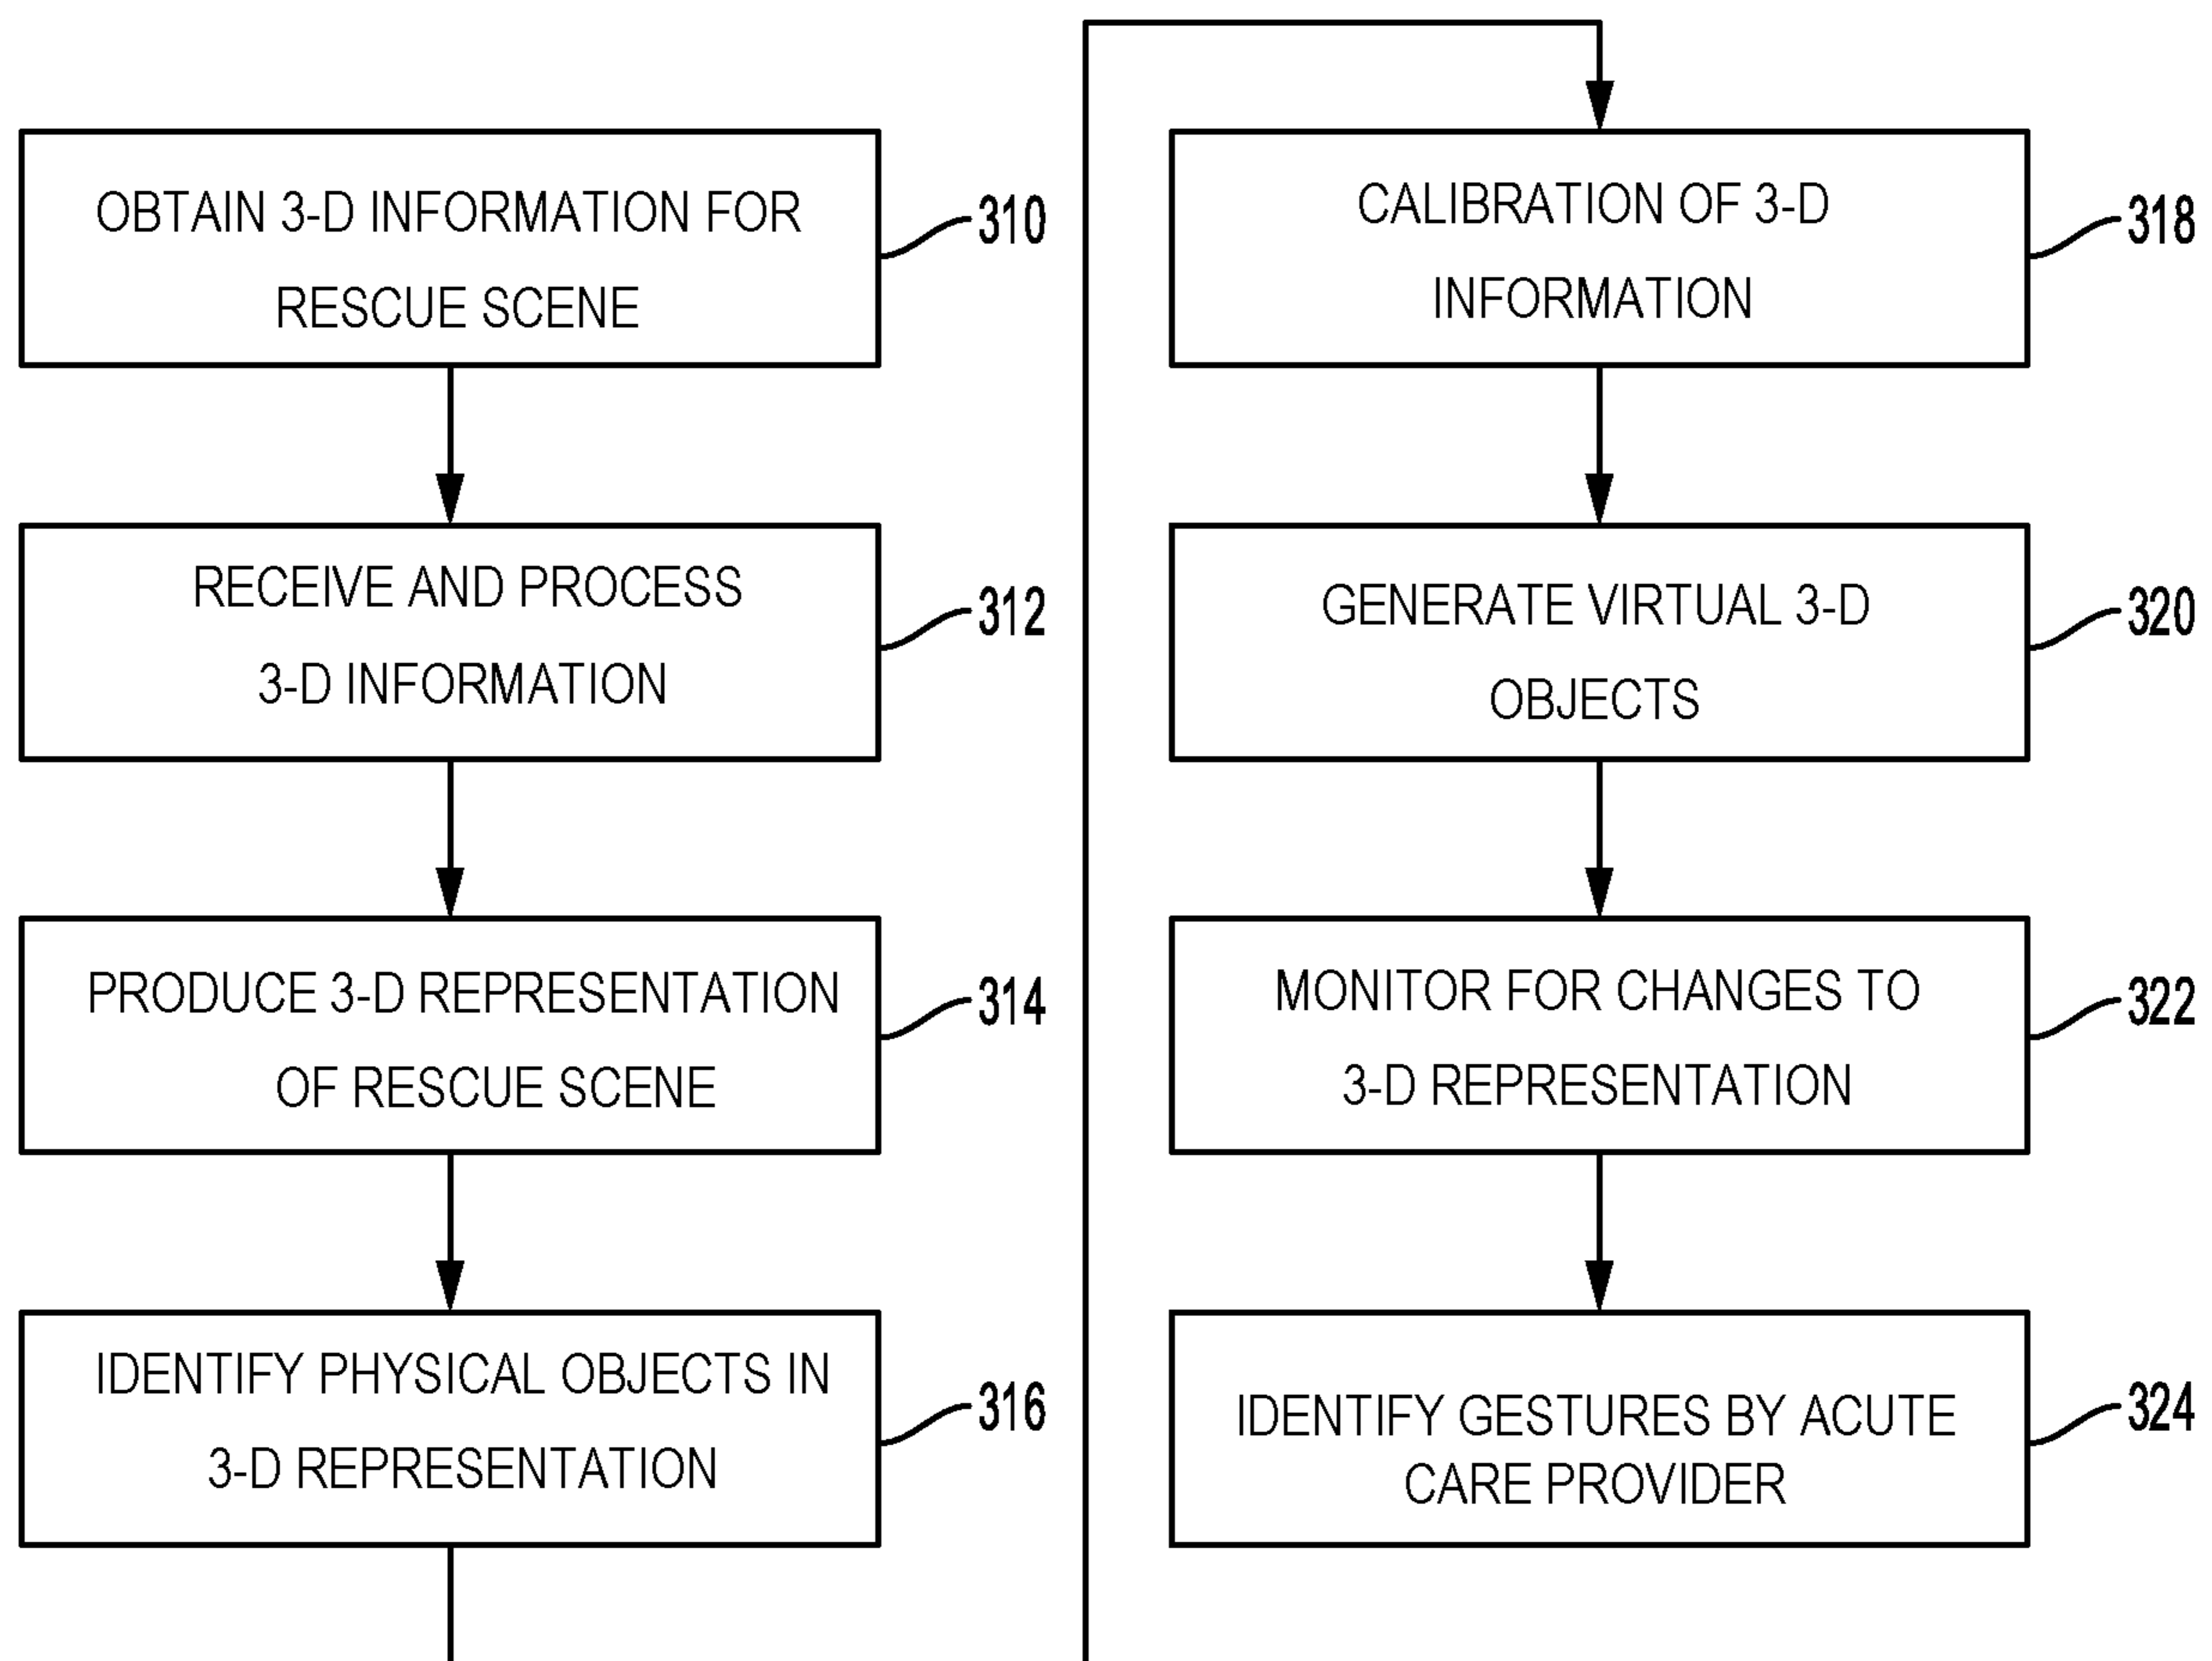 OBTAIN 3-D INFORMATION FOR
RESCUE SCENE
310
RECEIVE AND PROCESS
3-D INFORMATION
312
PRODUCE 3-D REPRESENTATION
OF RESCUE SCENE
314
IDENTIFY PHYSICAL OBJECTS IN
3-D REPRESENTATION
316
CALIBRATION OF 3-D
INFORMATION
318
GENERATE VIRTUAL 3-D
OBJECTS
320
MONITOR FOR CHANGES TO
3-D REPRESENTATION
322
IDENTIFY GESTURES BY ACUTE
CARE PROVIDER
324